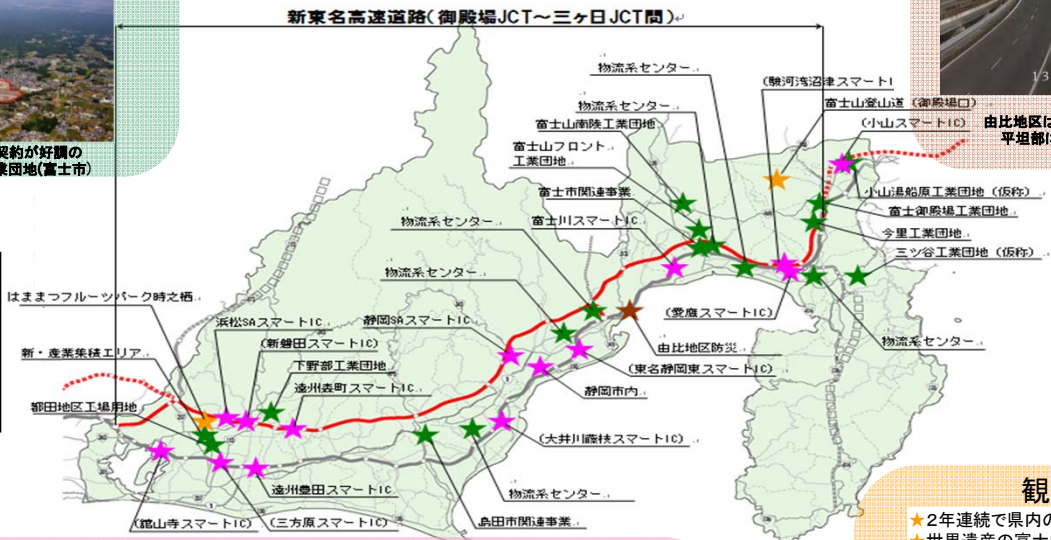 新東名高速道路(御殿場JCT～三ヶ日JCT間)
物流系センター
(駿河湾沼津スマートI
富士山登山道(御殿場口)
物流系センター
(小山スマートIC)
富士山南陵工業団地
富士山フロント
工業団地
由比地区は
平坦部に
契約が好調の
業団地(富士市)
富士市関連事業
小山湯船原工業団地(仮称)
富士御殿場工業団地
物流系センター
富士川スマートIC
今里工業団地
三ツ谷工業団地(仮称)
物流系センター
はままつフルーツパーク時之栖
浜松SAスマートIC
静岡SAスマートIC
(愛鷹スマートIC)
(新磐田スマートIC)
物流系センター
新・産業集積エリア
下野部工業団地
由比地区防災
(東名静岡東スマートIC)
遠州森町スマートIC
静岡市内
都田地区工場用地
(大井川藤枝スマートIC)
遠州豊田スマートIC
物流系センター
(舘山寺スマートIC)
(三方原スマートIC)
島田市関連事業
観
★2年連続で県内の